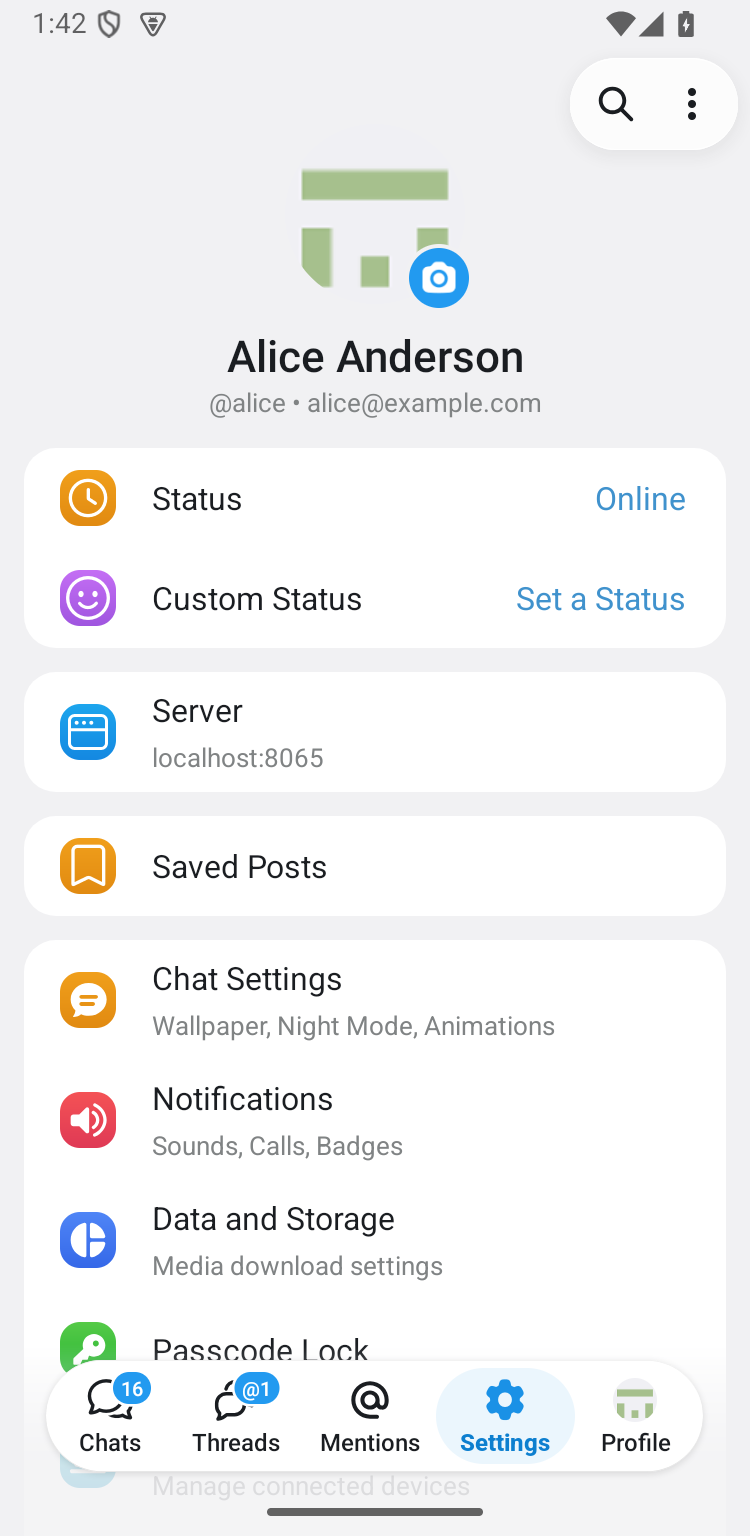 1:42
Alice Anderson
@alice • alice@example.com
Status Online
Custom Status Set a Status
Server
localhost:8065
Saved Posts
Chat Settings
Wallpaper, Night Mode, Animations
Notifications
Sounds, Calls, Badges
Data and Storage
Media download settings
Passcode Lock
16 @1
Chats Threads Mentions Settings Profile
Manage connected devices